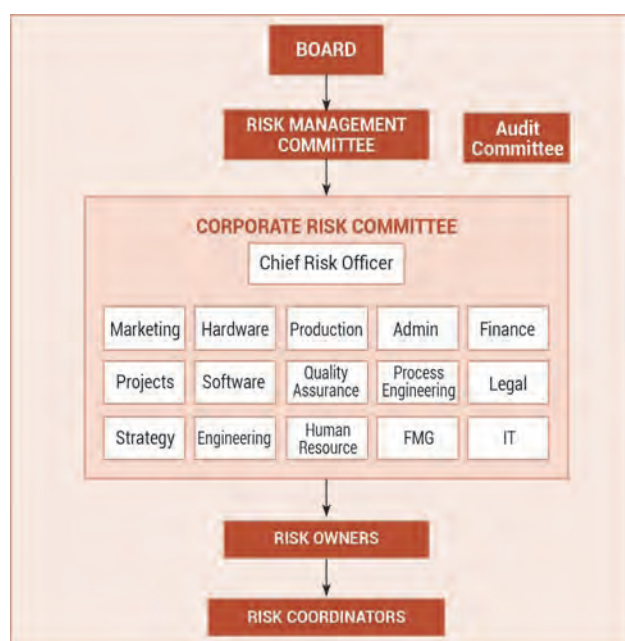 BOARD
RISK MANAGEMENT
COMMITTEE
Audit
Committee
CORPORATE RISK COMMITTEE
Chief Risk Officer
Marketing
Hardware
Production
Admin
Finance
Projects
Software
Quality
Assurance
Process
Engineering
Legal
Strategy
Engineering
Human
Resource
FMG
IT
RISK OWNERS
RISK COORDINATORS